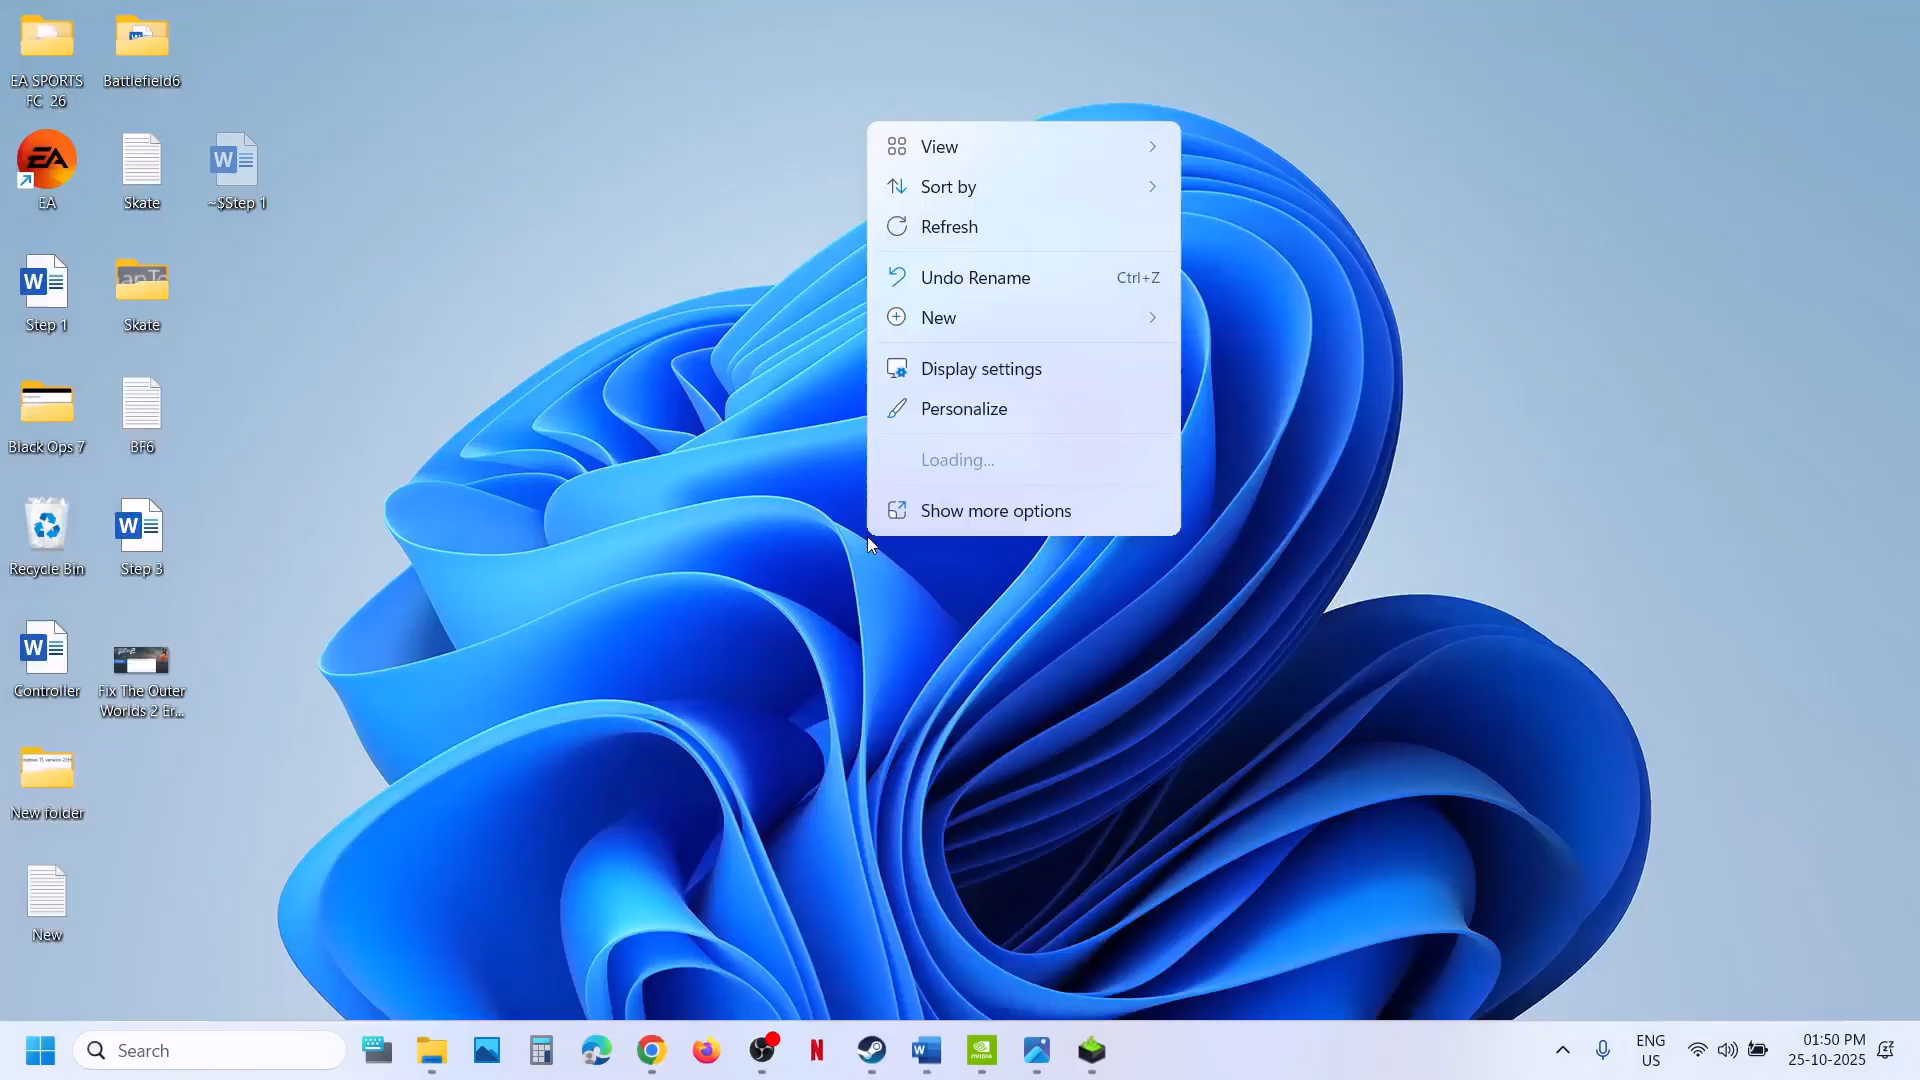 EA SPORTS
FC 26
Battlefield6
EA
Skate
~$Step 1
Step 1
Skate
Black Ops 7
BF6
Recycle Bin
Step 3
Controller
Fix The Outer
Worlds 2 Er...
New folder
New
View
Sort by
Refresh
Undo Rename Ctrl+Z
New
Display settings
Personalize
Loading...
Show more options
Search
ENG
US
01:50 PM
25-10-2025